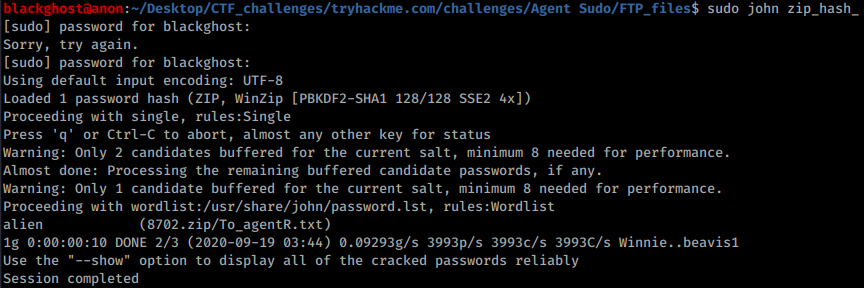 blackghost@anon:~/Desktop/CTF_challenges/tryhackme.com/challenges/Agent Sudo/FTP_files$ sudo john zip_hash_
[sudo] password for blackghost:
Sorry, try again.
[sudo] password for blackghost:
Using default input encoding: UTF-8
Loaded 1 password hash (ZIP, WinZip [PBKDF2-SHA1 128/128 SSE2 4x])
Proceeding with single, rules:Single
Press 'q' or Ctrl-C to abort, almost any other key for status
Warning: Only 2 candidates buffered for the current salt, minimum 8 needed for performance.
Almost done: Processing the remaining buffered candidate passwords, if any.
Warning: Only 1 candidate buffered for the current salt, minimum 8 needed for performance.
Proceeding with wordlist:/usr/share/john/password.lst, rules:Wordlist
alien            (8702.zip/To_agentR.txt)
1g 0:00:00:10 DONE 2/3 (2020-09-19 03:44) 0.09293g/s 3993p/s 3993c/s 3993C/s Winnie..beavis1
Use the "--show" option to display all of the cracked passwords reliably
Session completed